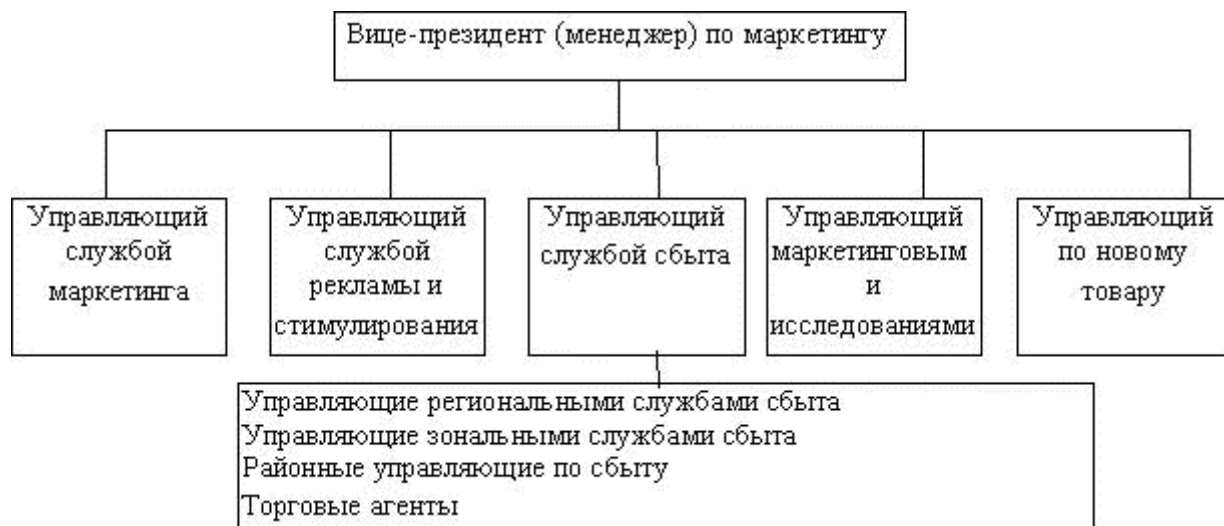 Вице-президент (менеджер) по маркетингу
Управляющий
службой
маркетинга
Управляющий
службой
рекламы и
стимулирования
Управляющий
службой сбыта
Управляющий
маркетинговым
и
исследованиями
Управляющий
по новому
товару
Управляющие региональными службами сбыта
Управляющие зональными службами сбыта
Районные управляющие по сбыту
Торговые агенты